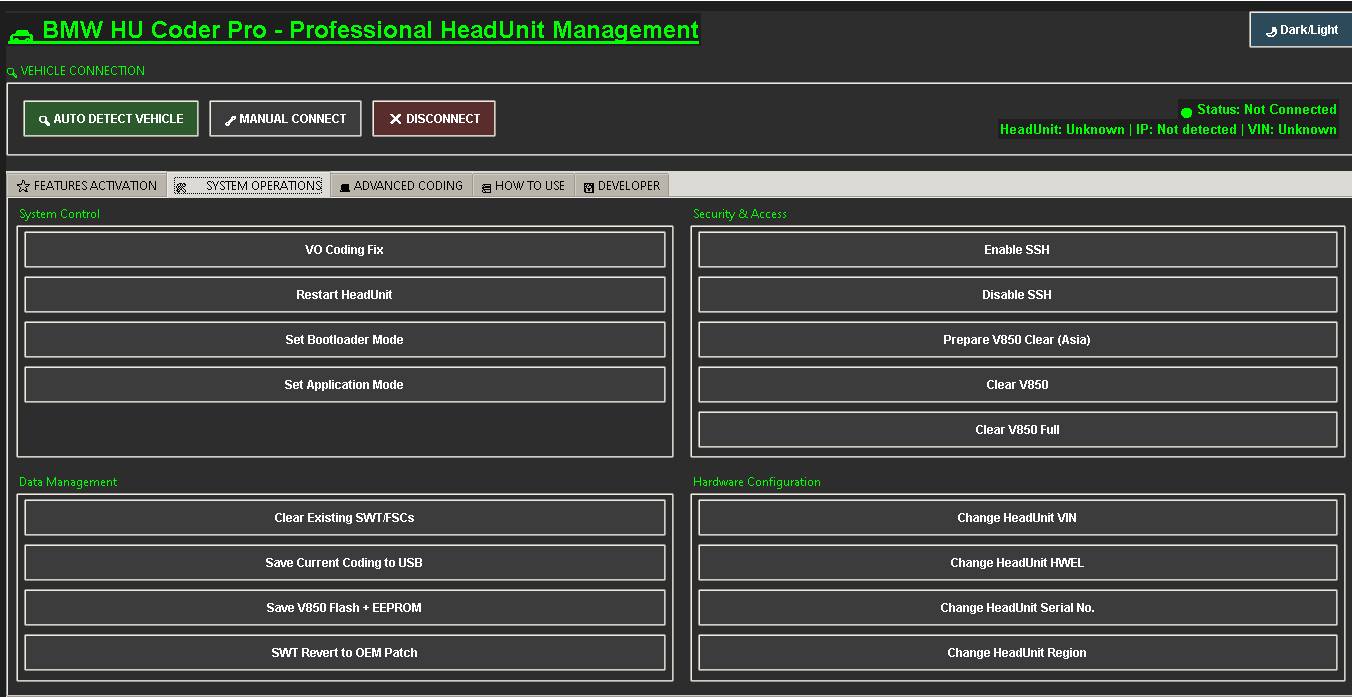 BMW HU Coder Pro - Professional HeadUnit Management
Dark/Light
VEHICLE CONNECTION
AUTO DETECT VEHICLE
MANUAL CONNECT
DISCONNECT
Status: Not Connected
HeadUnit: Unknown | IP: Not detected | VIN: Unknown
FEATURES ACTIVATION
SYSTEM OPERATIONS
ADVANCED CODING
HOW TO USE
DEVELOPER
System Control
VO Coding Fix
Restart HeadUnit
Set Bootloader Mode
Set Application Mode
Security & Access
Enable SSH
Disable SSH
Prepare V850 Clear (Asia)
Clear V850
Clear V850 Full
Data Management
Clear Existing SWT/FSCs
Save Current Coding to USB
Save V850 Flash + EEPROM
SWT Revert to OEM Patch
Hardware Configuration
Change HeadUnit VIN
Change HeadUnit HWEL
Change HeadUnit Serial No.
Change HeadUnit Region